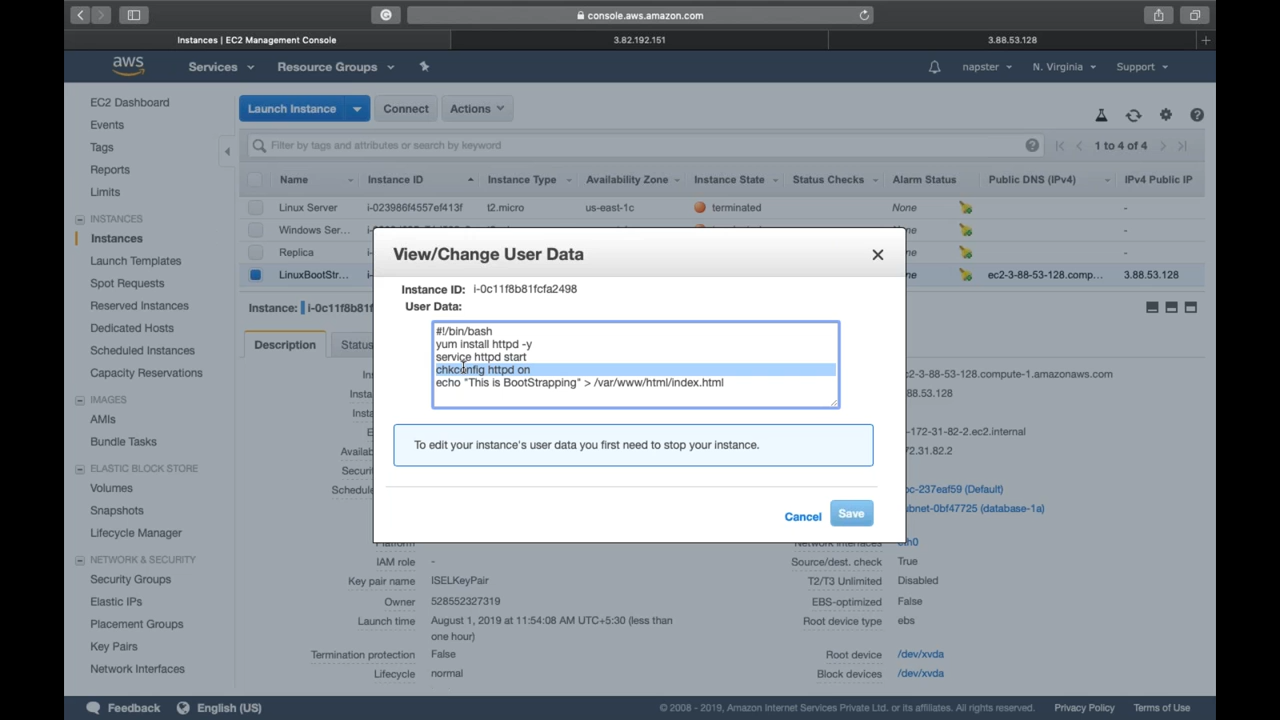 console.aws.amazon.com
Instances | EC2 Management Console
3.82.192.151
3.88.53.128
aws
Services
Resource Groups
napster
N. Virginia
Support
EC2 Dashboard
Events
Tags
Reports
Limits
INSTANCES
Instances
Launch Templates
Spot Requests
Reserved Instances
Dedicated Hosts
Scheduled Instances
Capacity Reservations
IMAGES
AMIs
Bundle Tasks
ELASTIC BLOCK STORE
Volumes
Snapshots
Lifecycle Manager
NETWORK & SECURITY
Security Groups
Elastic IPs
Placement Groups
Key Pairs
Network Interfaces
Launch Instance
Connect
Actions
Filter by tags and attributes or search by keyword
1 to 4 of 4
Name Instance ID Instance Type Availability Zone Instance State Status Checks Alarm Status Public DNS (IPv4) IPv4 Public IP
Linux Server i-023986f4557ef413f t2.micro us-east-1c terminated None -
Windows Ser... -
Replica -
LinuxBootStr... ec2-3-88-53-128.comp... 3.88.53.128
Instance: i-0c11f8b81f
Description
Status
View/Change User Data
Instance ID: i-0c11f8b81fcfa2498
User Data:
#!/bin/bash
yum install httpd -y
service httpd start
chkconfig httpd on
echo "This is BootStrapping" > /var/www/html/index.html
To edit your instance's user data you first need to stop your instance.
Cancel
Save
-3-88-53-128.compute-1.amazonaws.com
.88.53.128
-172-31-82-2.ec2.internal
72.31.82.2
pc-237eaf59 (Default)
ubnet-0bf47725 (database-1a)
Platform
Network interfaces eth0
IAM role -
Source/dest. check True
Key pair name ISELKeyPair
T2/T3 Unlimited Disabled
Owner 528552327319
EBS-optimized False
Launch time August 1, 2019 at 11:54:08 AM UTC+5:30 (less than
one hour)
Root device type ebs
Termination protection False
Root device /dev/xvda
Lifecycle normal
Block devices /dev/xvda
Feedback
English (US)
© 2008 - 2019, Amazon Internet Services Private Ltd. or its affiliates. All rights reserved.
Privacy Policy
Terms of Use